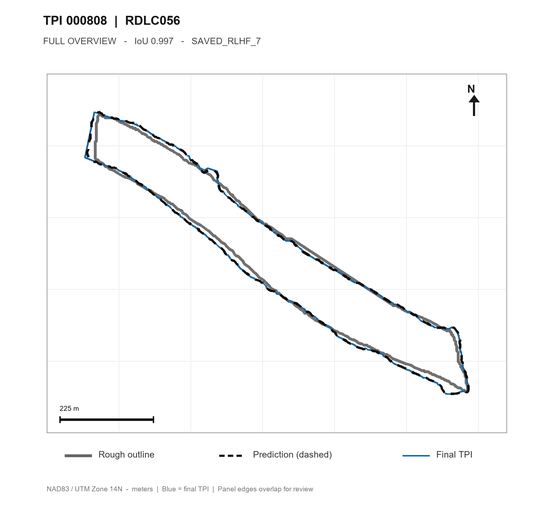 TPI 000808 | RDLC056
FULL OVERVIEW - IoU 0.997 - SAVED_RLHF_7
N
225 m
Rough outline Prediction (dashed) Final TPI
NAD83 / UTM Zone 14N - meters | Blue = final TPI | Panel edges overlap for review